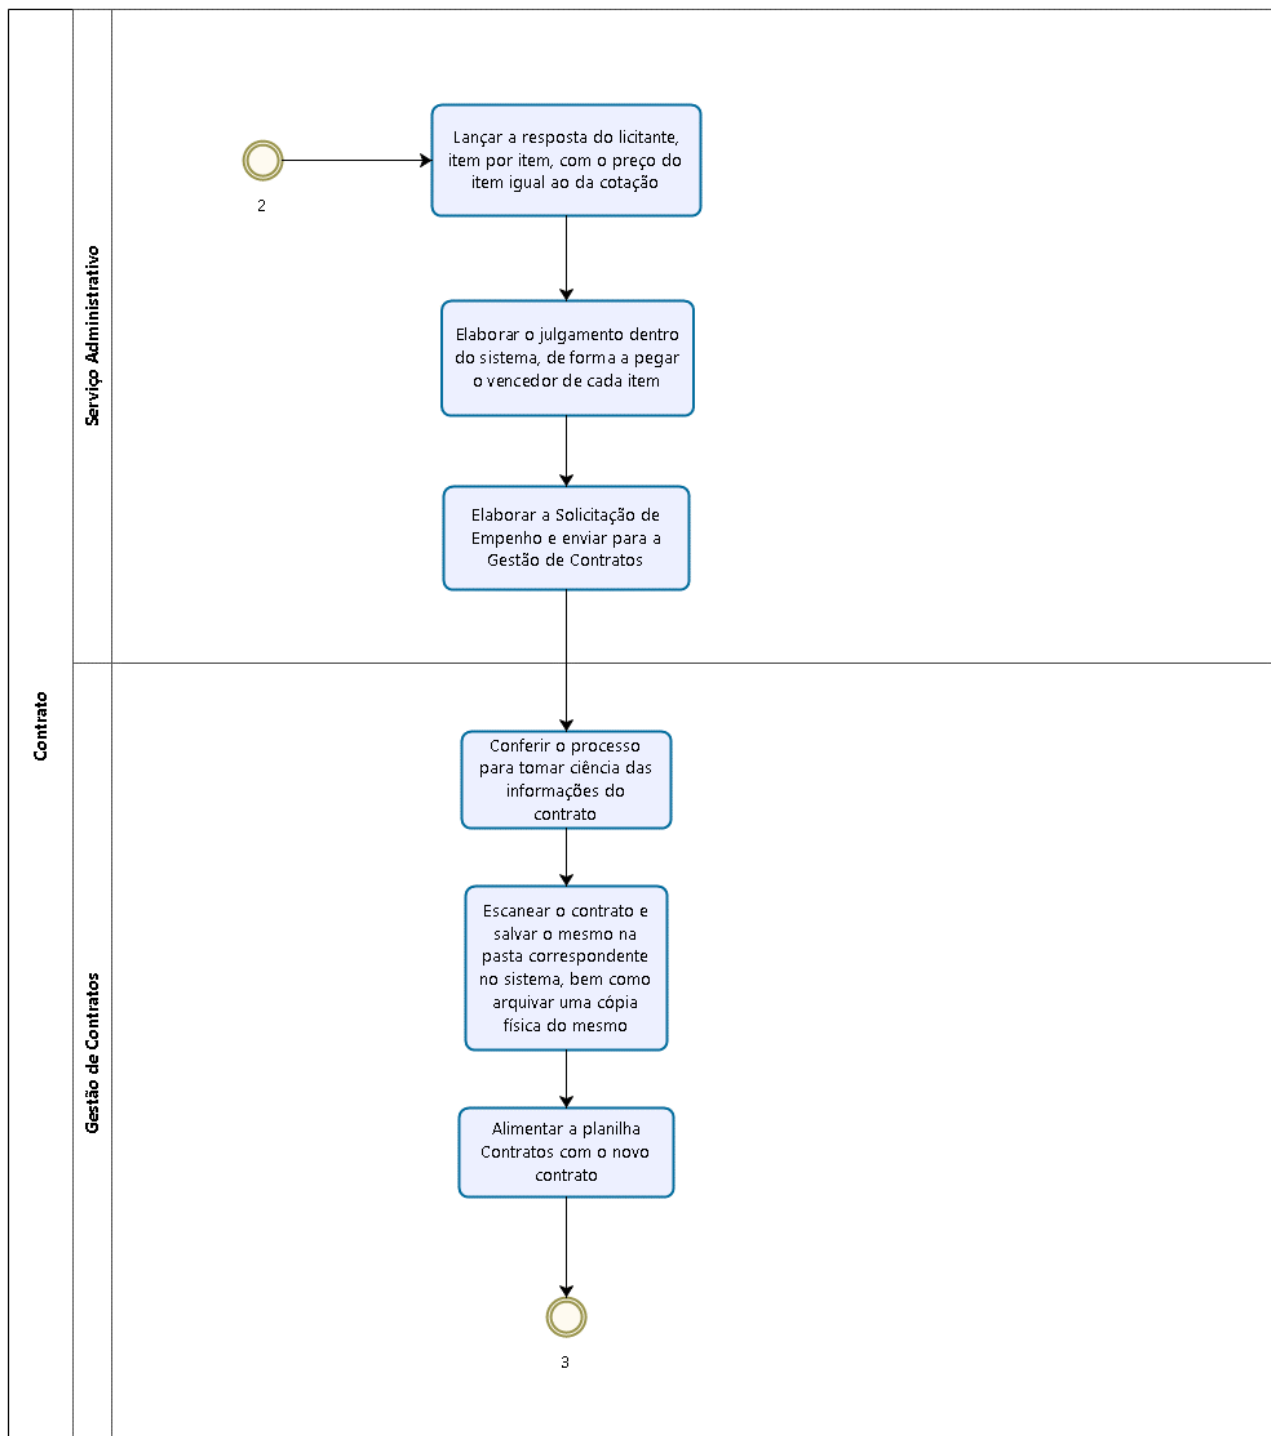 Contrato
Serviço Administrativo
2
Lançar a resposta do licitante,
item por item, com o preço do
item igual ao da cotação
Elaborar o julgamento dentro
do sistema, de forma a pegar
o vencedor de cada item
Elaborar a Solicitação de
Empenho e enviar para a
Gestão de Contratos
Gestão de Contratos
Conferir o processo
para tomar ciência das
informações do
contrato
Escanear o contrato e
salvar o mesmo na
pasta correspondente
no sistema, bem como
arquivar uma cópia
física do mesmo
Alimentar a planilha
Contratos com o novo
contrato
3